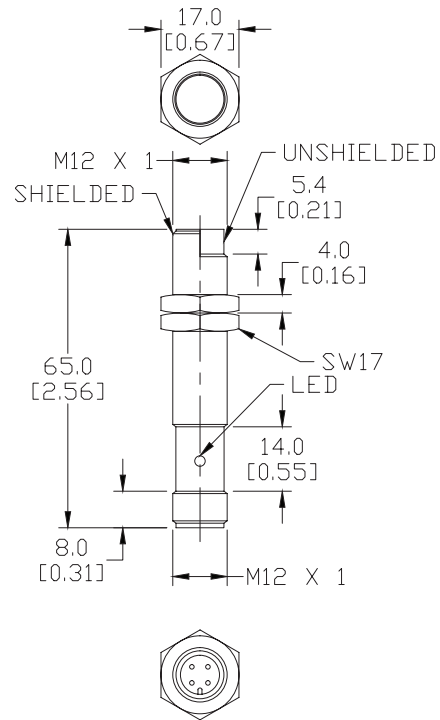 17.0
[0.67]
M12 X 1
UNSHIELDED
SHIELDED
5.4
[0.21]
4.0
[0.16]
65.0
[2.56]
SW17
LED
14.0
[0.55]
8.0
[0.31]
M12 X 1